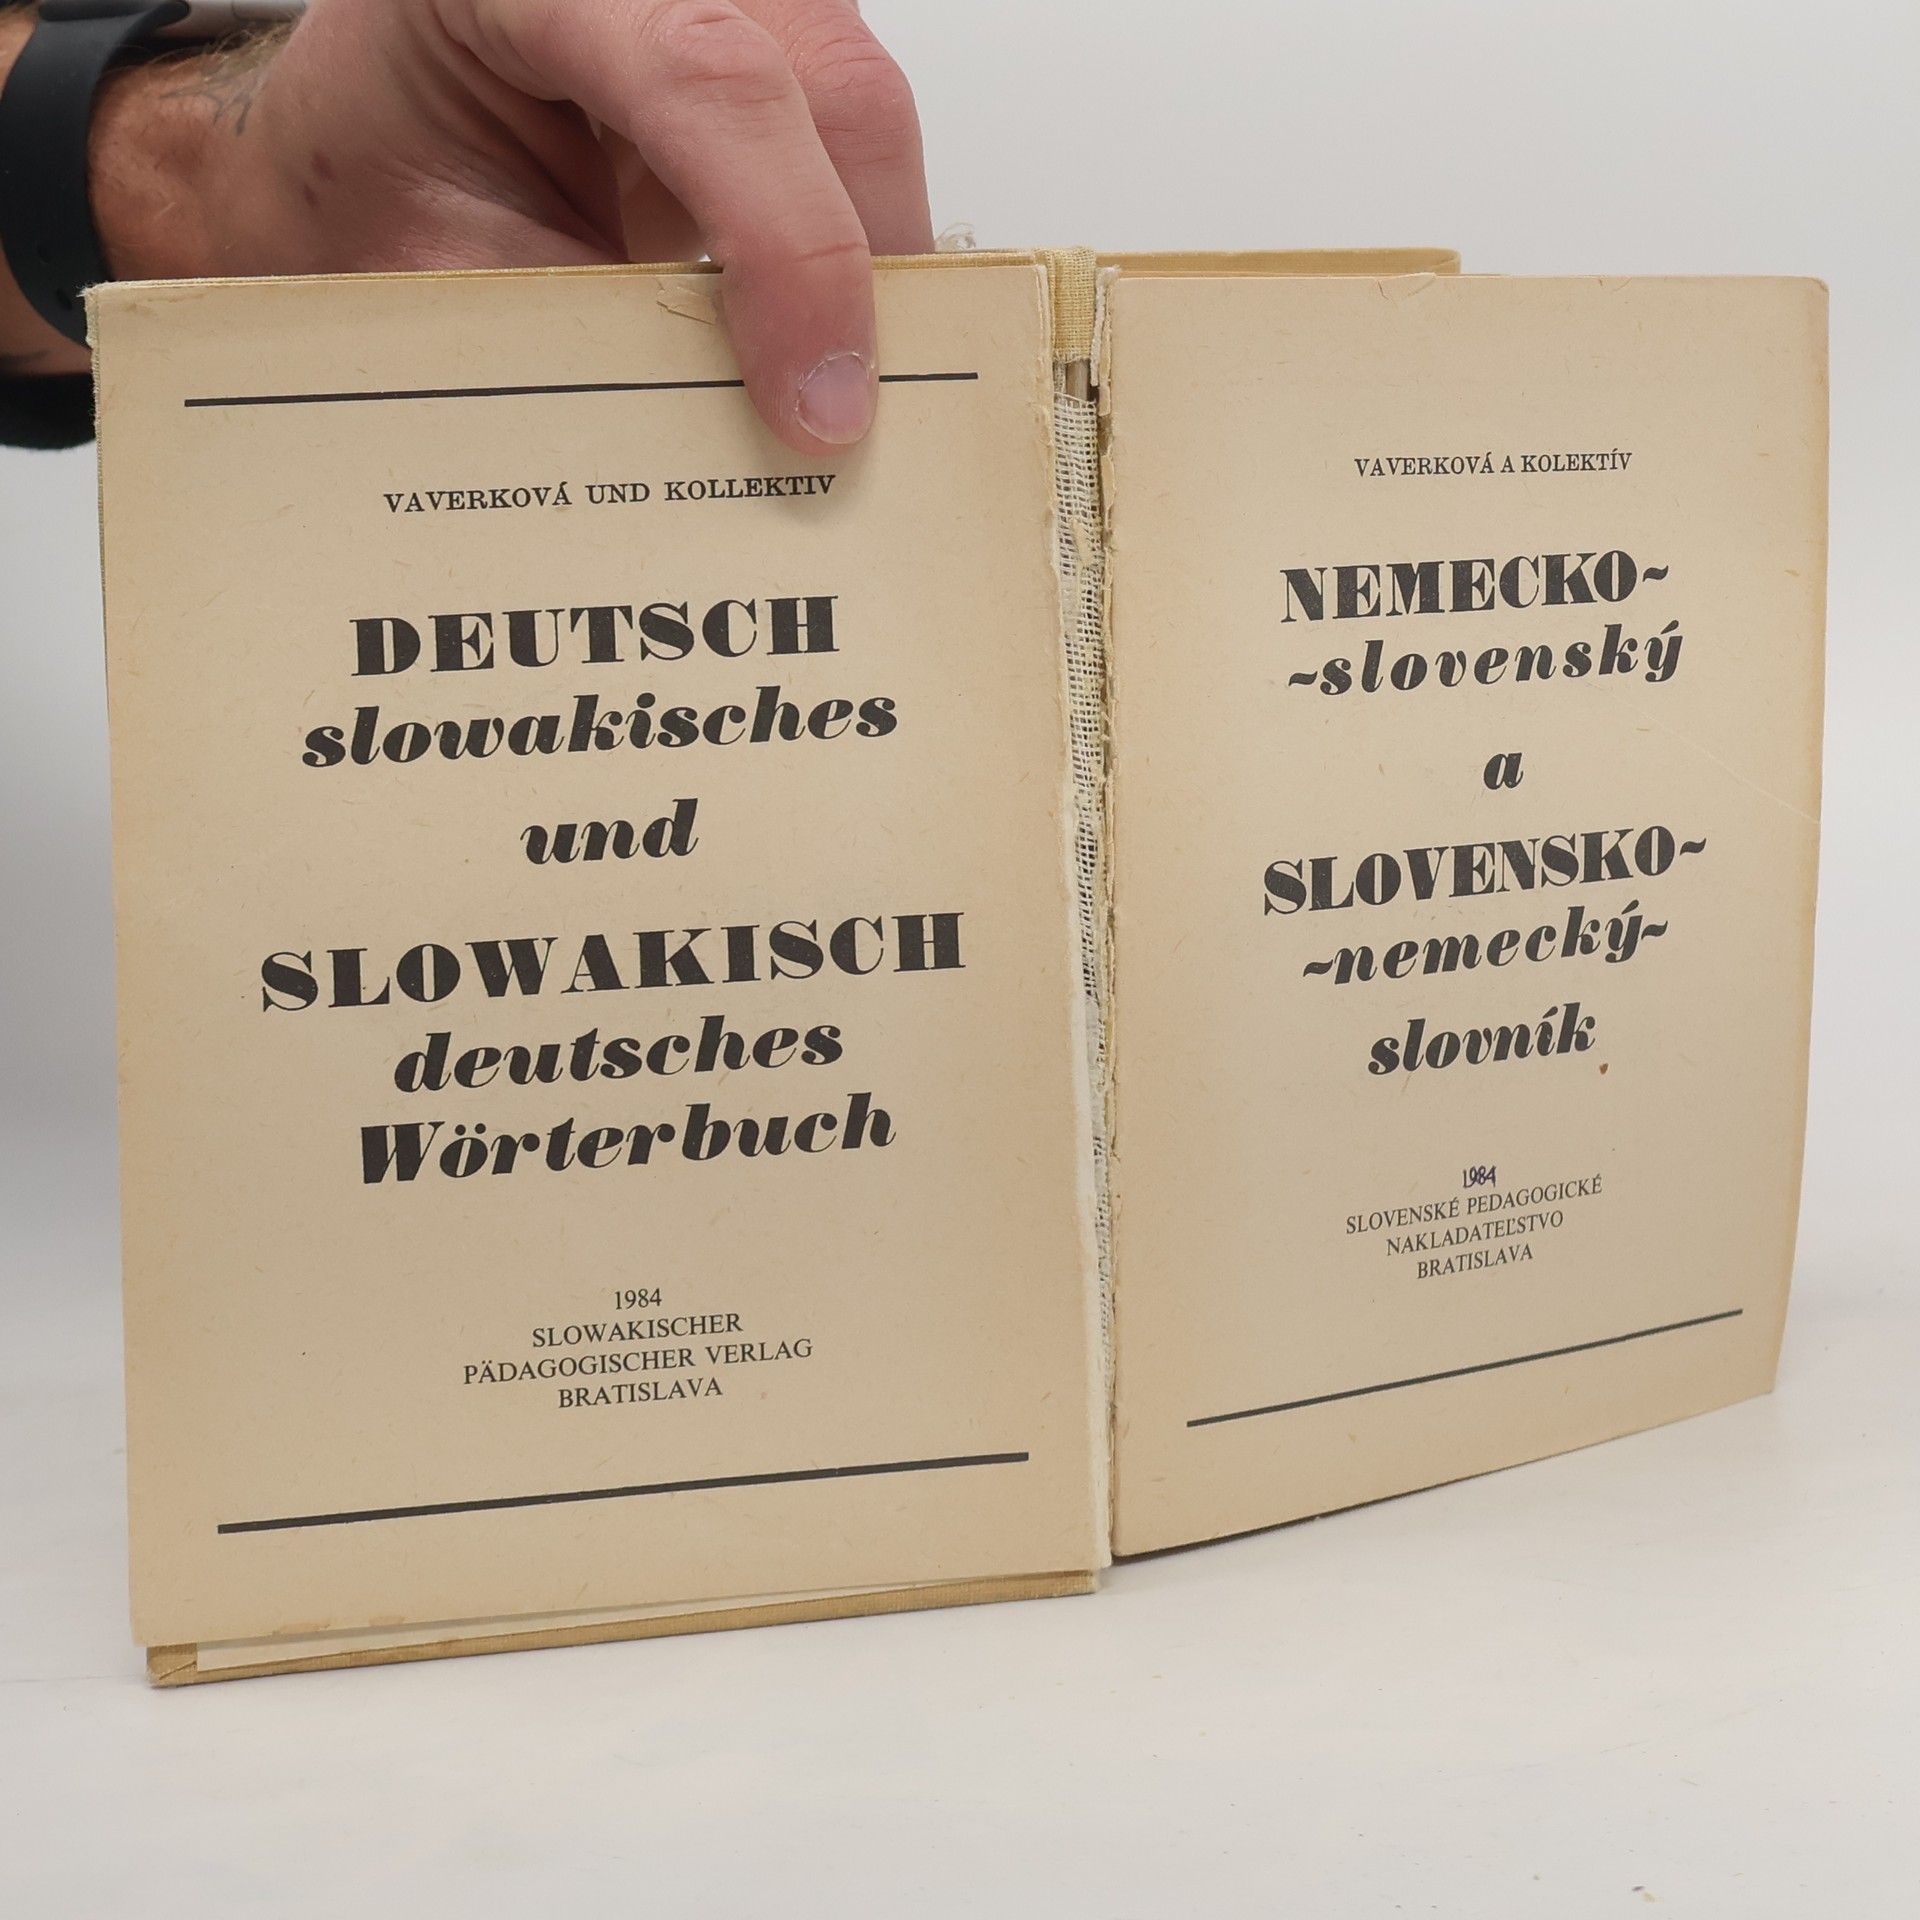 VAVERKOVÁ UND KOLLEKTIV
DEUTSCH
slowakisches
und
SLOWAKISCH
deutsches
Wörterbuch
1984
SLOWAKISCHER
PÄDAGOGISCHER VERLAG
BRATISLAVA
VAVERKOVÁ A KOLEKTÍV
NEMECKO-
-slovenský
a
SLOVENSKO-
-nemecký-
slovník
1984
SLOVENSKÉ PEDAGOGICKÉ
NAKLADATEĽSTVO
BRATISLAVA